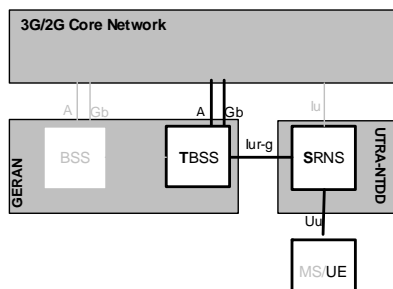 3G/2G Core Network
A
Gb
A
Gb
Iu
GERAN
BSS
TBSS
Iur-g
SRNS
UTRA-NTDD
Uu
MS/UE